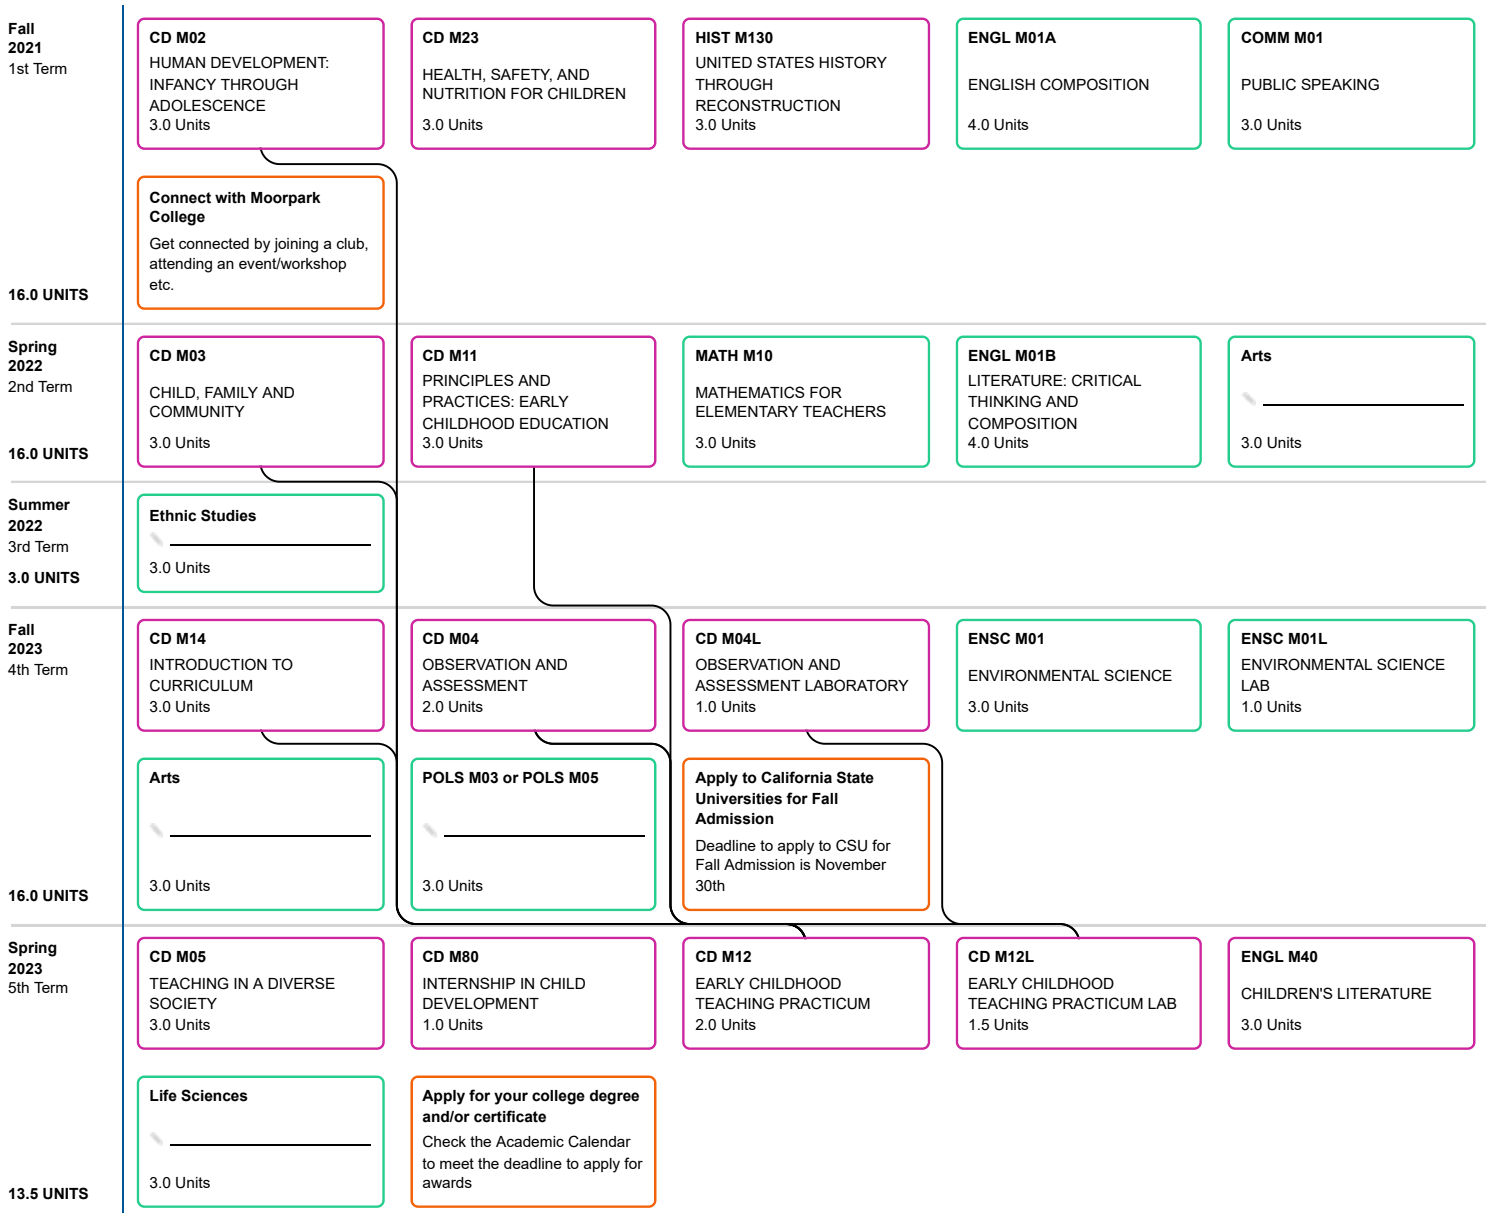 Fall
2021
1st Term
16.0 UNITS
CD M02
HUMAN DEVELOPMENT:
INFANCY THROUGH
ADOLESCENCE
3.0 Units
CD M23
HEALTH, SAFETY, AND
NUTRITION FOR CHILDREN
3.0 Units
HIST M130
UNITED STATES HISTORY
THROUGH
RECONSTRUCTION
3.0 Units
ENGL M01A
ENGLISH COMPOSITION
4.0 Units
COMM M01
PUBLIC SPEAKING
3.0 Units
Connect with Moorpark
College
Get connected by joining a club,
attending an event/workshop
etc.
Spring
2022
2nd Term
16.0 UNITS
CD M03
CHILD, FAMILY AND
COMMUNITY
3.0 Units
CD M11
PRINCIPLES AND
PRACTICES: EARLY
CHILDHOOD EDUCATION
3.0 Units
MATH M10
MATHEMATICS FOR
ELEMENTARY TEACHERS
3.0 Units
ENGL M01B
LITERATURE: CRITICAL
THINKING AND
COMPOSITION
4.0 Units
Arts
3.0 Units
Summer
2022
3rd Term
3.0 UNITS
Ethnic Studies
3.0 Units
Fall
2023
4th Term
16.0 UNITS
CD M14
INTRODUCTION TO
CURRICULUM
3.0 Units
CD M04
OBSERVATION AND
ASSESSMENT
2.0 Units
CD M04L
OBSERVATION AND
ASSESSMENT LABORATORY
1.0 Units
ENSC M01
ENVIRONMENTAL SCIENCE
3.0 Units
ENSC M01L
ENVIRONMENTAL SCIENCE
LAB
1.0 Units
Arts
3.0 Units
POLS M03 or POLS M05
3.0 Units
Apply to California State
Universities for Fall
Admission
Deadline to apply to CSU for
Fall Admission is November
30th
Spring
2023
5th Term
13.5 UNITS
CD M05
TEACHING IN A DIVERSE
SOCIETY
3.0 Units
CD M80
INTERNSHIP IN CHILD
DEVELOPMENT
1.0 Units
CD M12
EARLY CHILDHOOD
TEACHING PRACTICUM
2.0 Units
CD M12L
EARLY CHILDHOOD
TEACHING PRACTICUM LAB
1.5 Units
ENGL M40
CHILDREN'S LITERATURE
3.0 Units
Life Sciences
3.0 Units
Apply for your college degree
and/or certificate
Check the Academic Calendar
to meet the deadline to apply for
awards